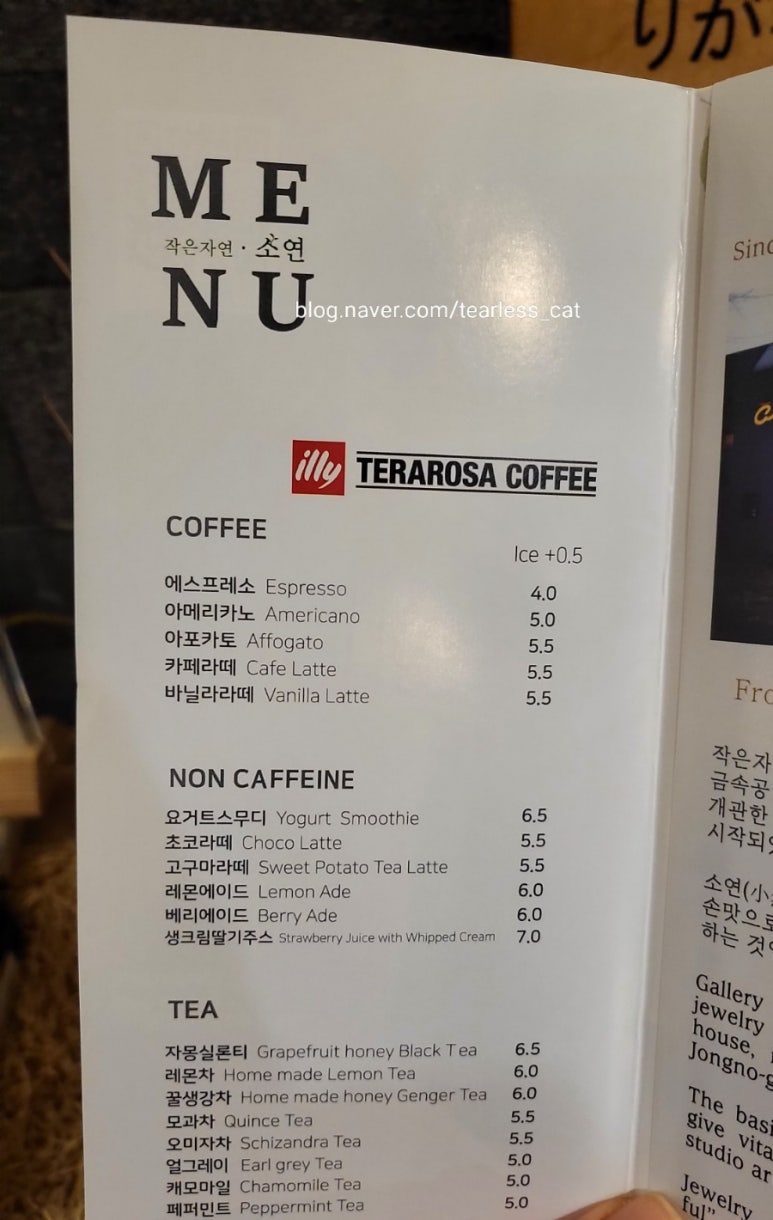 りが
ME
작은자연 · 소연
NU
blog.naver.com/tearless_cat
illy TERAROSA COFFEE
COFFEE
Ice +0.5
에스프레소 Espresso 4.0
아메리카노 Americano 5.0
아포카토 Affogato 5.5
카페라떼 Cafe Latte 5.5
바닐라라떼 Vanilla Latte 5.5
NON CAFFEINE
요거트스무디 Yogurt Smoothie 6.5
초코라떼 Choco Latte 5.5
고구마라떼 Sweet Potato Tea Latte 5.5
레몬에이드 Lemon Ade 6.0
베리에이드 Berry Ade 6.0
생크림딸기주스 Strawberry Juice with Whipped Cream 7.0
TEA
자몽실론티 Grapefruit honey Black Tea 6.5
레몬차 Home made Lemon Tea 6.0
꿀생강차 Home made honey Genger Tea 6.0
모과차 Quince Tea 5.5
오미자차 Schizandra Tea 5.5
얼그레이 Earl grey Tea 5.0
캐모마일 Chamomile Tea 5.0
페퍼민트 Peppermint Tea 5.0
작은자
금속공
개관한
시작되
소연(小
손맛으로
하는 것
Gallery
jewelry
house,
Jongno-g
The basi
give vita
studio ar
Jewelry
ful"